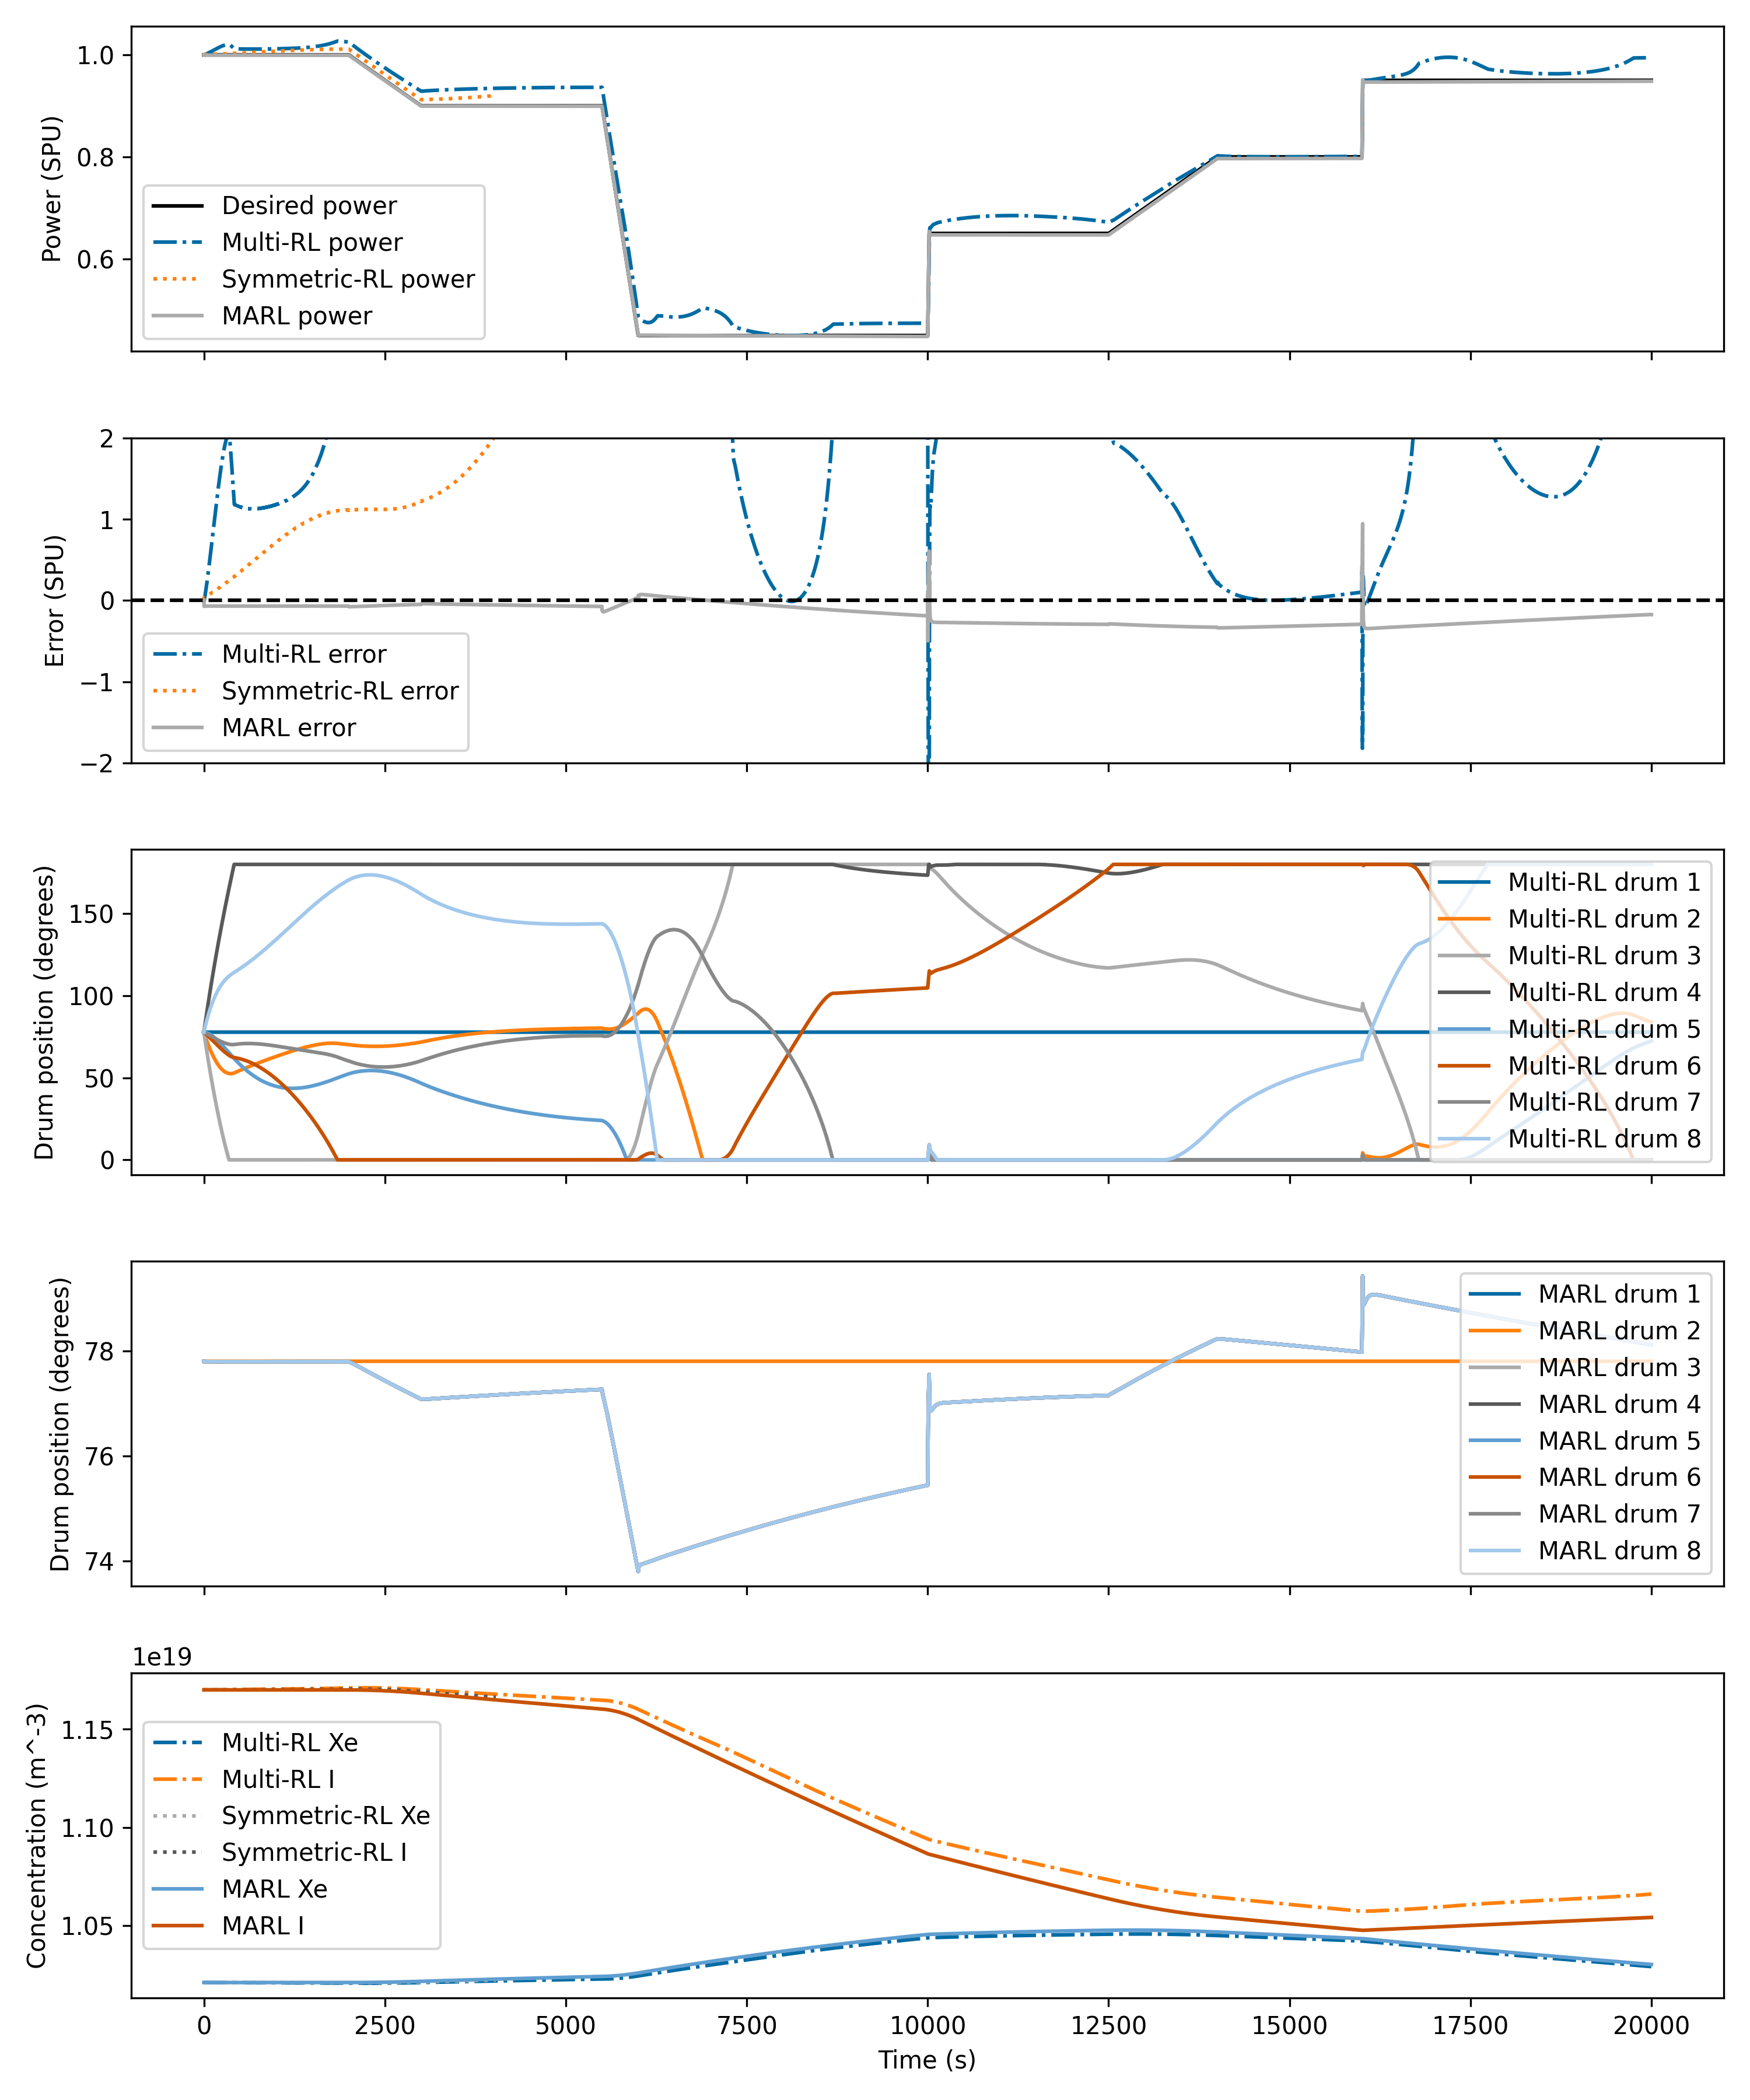 1.0
0.8
0.6
Power (SPU)
Desired power
Multi-RL power
Symmetric-RL power
MARL power
2
1
0
−1
−2
Error (SPU)
Multi-RL error
Symmetric-RL error
MARL error
150
100
50
0
Drum position (degrees)
Multi-RL drum 1
Multi-RL drum 2
Multi-RL drum 3
Multi-RL drum 4
Multi-RL drum 5
Multi-RL drum 6
Multi-RL drum 7
Multi-RL drum 8
78
76
74
Drum position (degrees)
MARL drum 1
MARL drum 2
MARL drum 3
MARL drum 4
MARL drum 5
MARL drum 6
MARL drum 7
MARL drum 8
1e19
1.15
1.10
1.05
Concentration (m^-3)
Multi-RL Xe
Multi-RL I
Symmetric-RL Xe
Symmetric-RL I
MARL Xe
MARL I
0 2500 5000 7500 10000 12500 15000 17500 20000
Time (s)